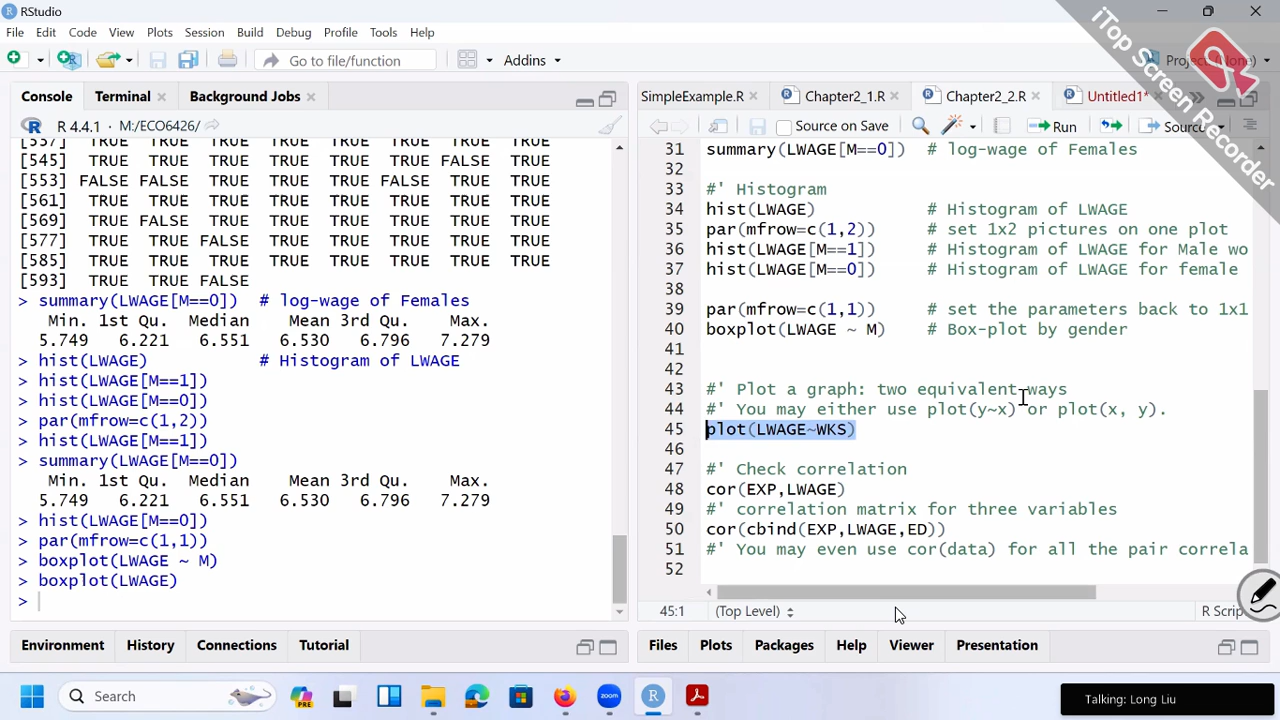 RStudio
File Edit Code View Plots Session Build Debug Profile Tools Help
Go to file/function Addins Project: (None)
iTop Screen Recorder
Console Terminal Background Jobs
R 4.4.1 · M:/ECO6426/
[537] TRUE TRUE TRUE TRUE TRUE TRUE TRUE TRUE
[545] TRUE TRUE TRUE TRUE TRUE TRUE FALSE TRUE
[553] FALSE FALSE TRUE TRUE TRUE FALSE TRUE TRUE
[561] TRUE TRUE TRUE TRUE TRUE TRUE TRUE TRUE
[569] TRUE FALSE TRUE TRUE TRUE TRUE TRUE TRUE
[577] TRUE TRUE FALSE TRUE TRUE TRUE TRUE TRUE
[585] TRUE TRUE TRUE TRUE TRUE TRUE TRUE TRUE
[593] TRUE TRUE FALSE
> summary(LWAGE[M==0]) # log-wage of Females
Min. 1st Qu. Median Mean 3rd Qu. Max.
5.749 6.221 6.551 6.530 6.796 7.279
> hist(LWAGE) # Histogram of LWAGE
> hist(LWAGE[M==1])
> hist(LWAGE[M==0])
> par(mfrow=c(1,2))
> hist(LWAGE[M==1])
> summary(LWAGE[M==0])
Min. 1st Qu. Median Mean 3rd Qu. Max.
5.749 6.221 6.551 6.530 6.796 7.279
> hist(LWAGE[M==0])
> par(mfrow=c(1,1))
> boxplot(LWAGE ~ M)
> boxplot(LWAGE)
>
SimpleExample.R Chapter2_1.R Chapter2_2.R Untitled1*
Source on Save Run Source
31 summary(LWAGE[M==0]) # log-wage of Females
32
33 #' Histogram
34 hist(LWAGE) # Histogram of LWAGE
35 par(mfrow=c(1,2)) # set 1x2 pictures on one plot
36 hist(LWAGE[M==1]) # Histogram of LWAGE for Male wo
37 hist(LWAGE[M==0]) # Histogram of LWAGE for female
38
39 par(mfrow=c(1,1)) # set the parameters back to 1x1
40 boxplot(LWAGE ~ M) # Box-plot by gender
41
42
43 #' Plot a graph: two equivalent ways
44 #' You may either use plot(y~x) or plot(x, y).
45 plot(LWAGE~WKS)
46
47 #' Check correlation
48 cor(EXP,LWAGE)
49 #' correlation matrix for three variables
50 cor(cbind(EXP,LWAGE,ED))
51 #' You may even use cor(data) for all the pair correla
52
45:1 (Top Level) R Scrip
Environment History Connections Tutorial
Files Plots Packages Help Viewer Presentation
Search
Talking: Long Liu